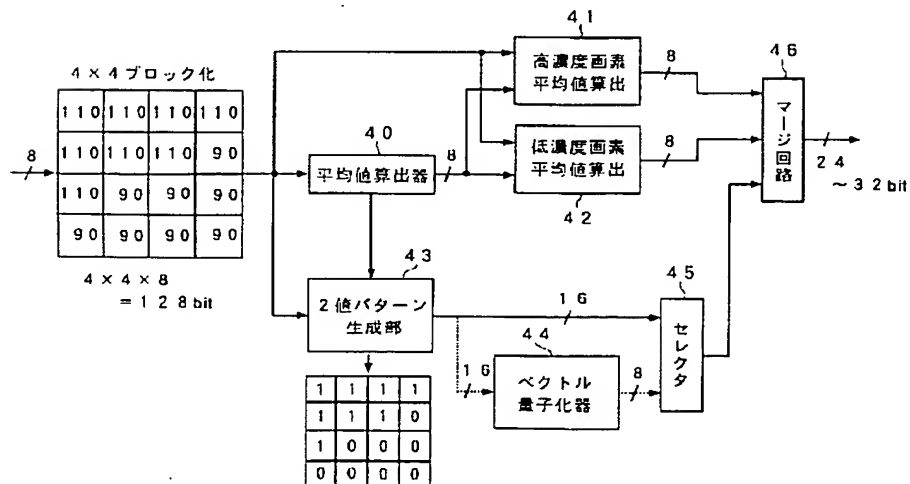 4×4ブロック化
110 110 110 110
110 110 110 90
110 90 90 90
90 90 90 90
4×4×8
=128bit
8
40
平均値算出器
8
41
高濃度画素
平均値算出
8
低濃度画素
平均値算出
42
8
43
2値パターン
生成部
1 1 1 1
1 1 1 0
1 0 0 0
0 0 0 0
16
16
44
ベクトル
量子化器
8
45
セレクタ
46
マージ回路
24
~32bit